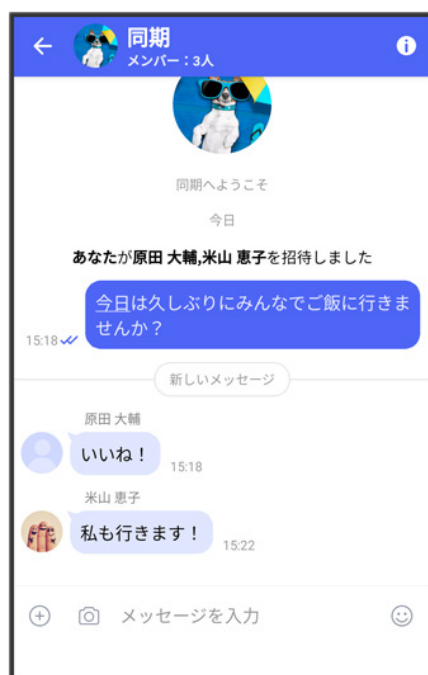 同期
メンバー：3人
同期へようこそ
今日
あなたが原田 大輔,米山 恵子を招待しました
今日は久しぶりにみんなでご飯に行きま
せんか？
15:18
新しいメッセージ
原田 大輔
いいね！
15:18
米山 恵子
私も行きます！
15:22
メッセージを入力